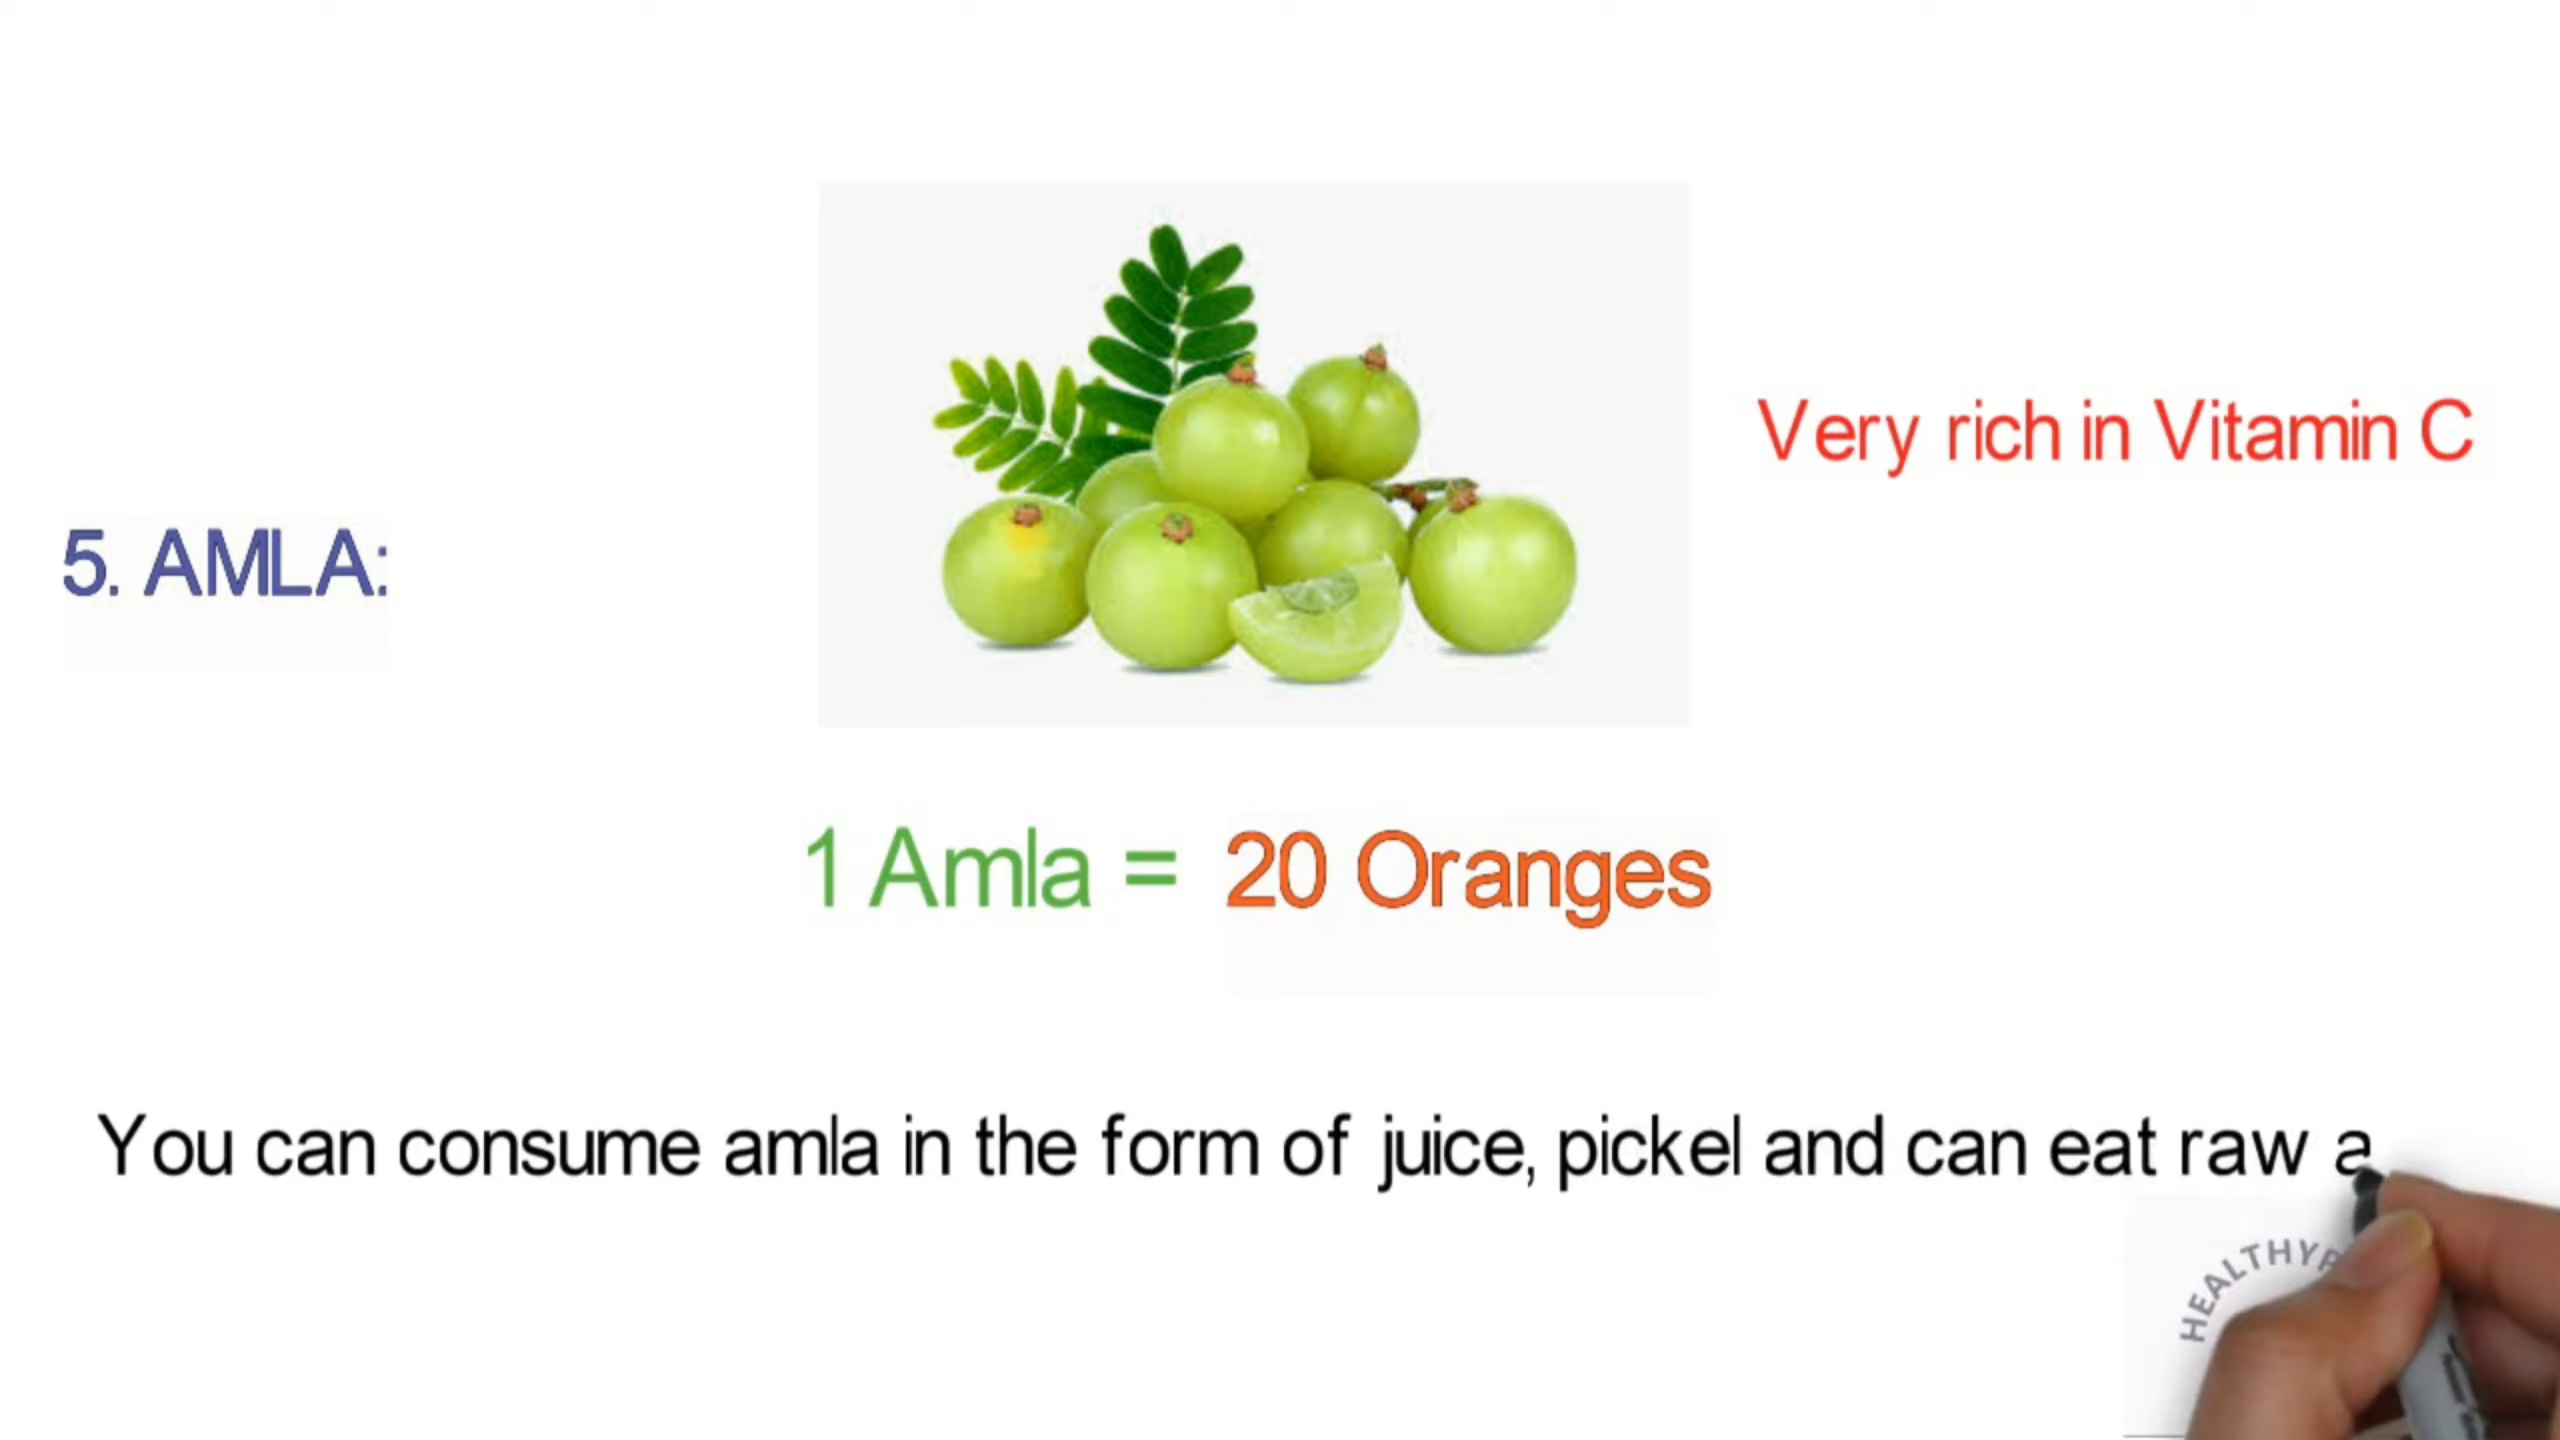 Very rich in Vitamin C
5. AMLA:
1 Amla = 20 Oranges
You can consume amla in the form of juice, pickel and can eat raw a